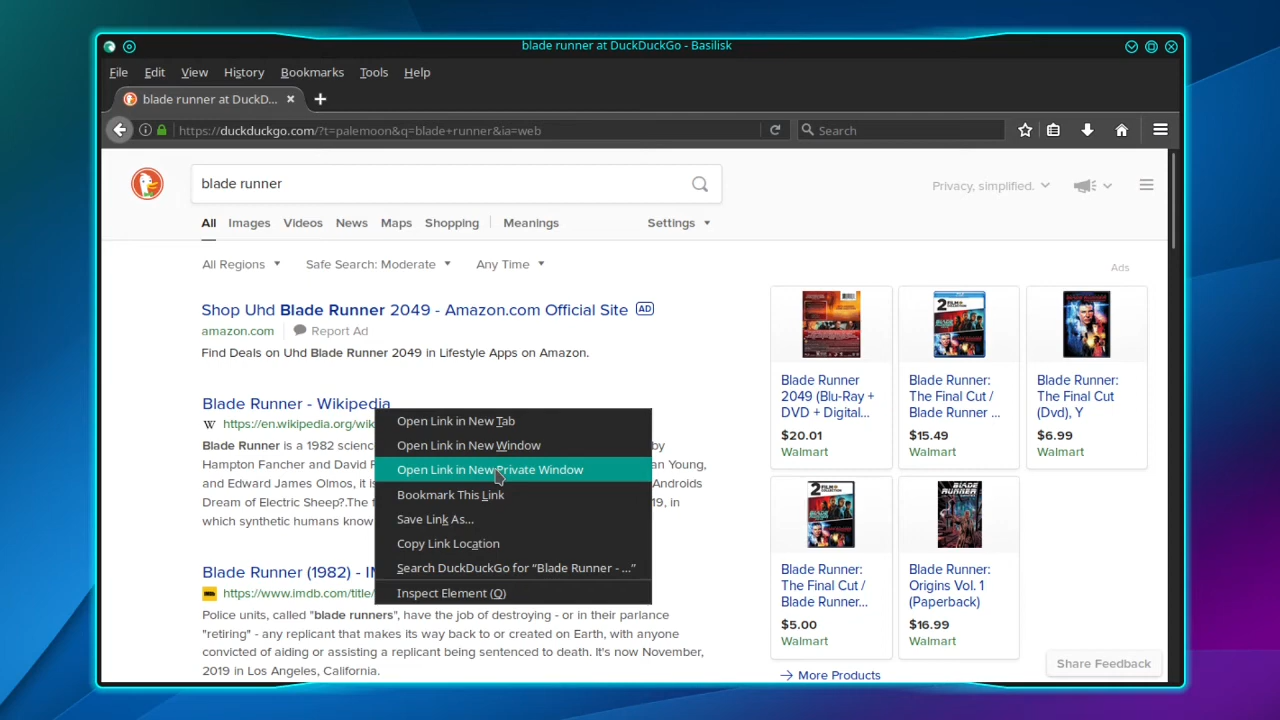 blade runner at DuckDuckGo - Basilisk
File Edit View History Bookmarks Tools Help
blade runner at DuckD...
https://duckduckgo.com/?t=palemoon&q=blade+runner&ia=web
Search
blade runner
Privacy, simplified.
All Images Videos News Maps Shopping Meanings Settings
All Regions Safe Search: Moderate Any Time
Ads
Shop Uhd Blade Runner 2049 - Amazon.com Official Site AD
amazon.com Report Ad
Find Deals on Uhd Blade Runner 2049 in Lifestyle Apps on Amazon.
Blade Runner - Wikipedia
W https://en.wikipedia.org/wik
Blade Runner is a 1982 scienc by
Hampton Fancher and David P an Young,
and Edward James Olmos, it is Androids
Dream of Electric Sheep?.The f 19, in
which synthetic humans know
Open Link in New Tab
Open Link in New Window
Open Link in New Private Window
Bookmark This Link
Save Link As...
Copy Link Location
Search DuckDuckGo for “Blade Runner - ...”
Inspect Element (Q)
Blade Runner (1982) - IM
https://www.imdb.com/title/
Police units, called "blade runners", have the job of destroying - or in their parlance
"retiring" - any replicant that makes its way back to or created on Earth, with anyone
convicted of aiding or assisting a replicant being sentenced to death. It's now November,
2019 in Los Angeles, California.
Blade Runner
2049 (Blu-Ray +
DVD + Digital...
$20.01
Walmart
Blade Runner:
The Final Cut /
Blade Runner ...
$15.49
Walmart
Blade Runner:
The Final Cut
(Dvd), Y
$6.99
Walmart
2 FILM
COLLECTION
Blade Runner:
The Final Cut /
Blade Runner...
$5.00
Walmart
BLADE
RUNNER
Blade Runner:
Origins Vol. 1
(Paperback)
$16.99
Walmart
More Products
Share Feedback